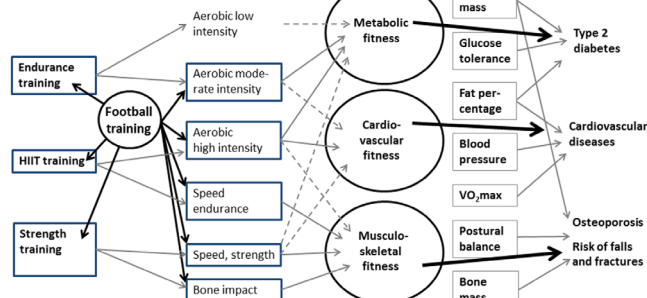 Endurance
training
HIIT training
Strength
training
Football
training
Aerobic low
intensity
Aerobic mode-
rate intensity
Aerobic
high intensity
Speed
endurance
Speed, strength
Bone impact
Metabolic
fitness
Cardio-
vascular
fitness
Musculo-
skeletal
fitness
mass
Glucose
tolerance
Fat per-
centage
Blood
pressure
VO₂max
Postural
balance
Bone
mass
Type 2
diabetes
Cardiovascular
diseases
Osteoporosis
Risk of falls
and fractures